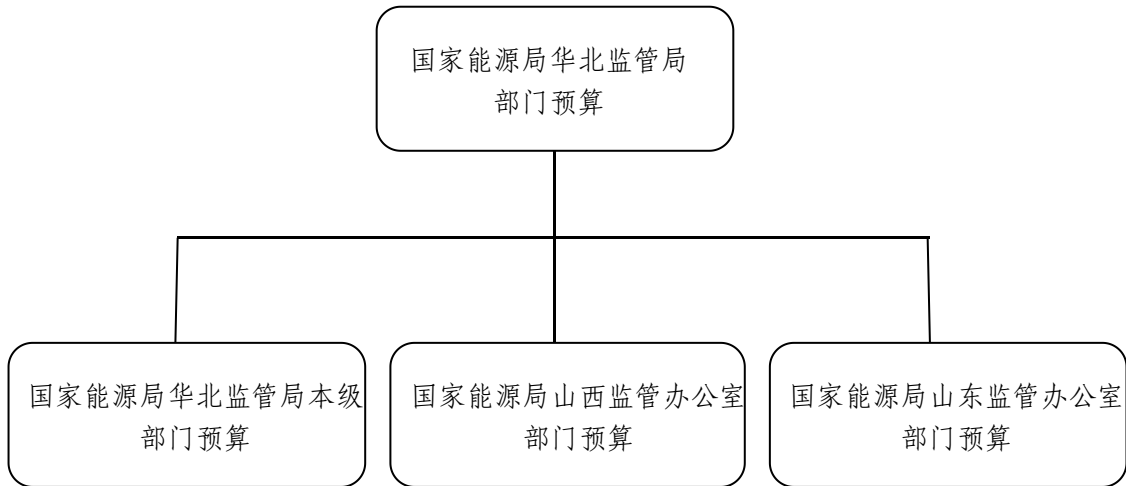 国家能源局华北监管局
部门预算
国家能源局华北监管局本级
部门预算
国家能源局山西监管办公室
部门预算
国家能源局山东监管办公室
部门预算